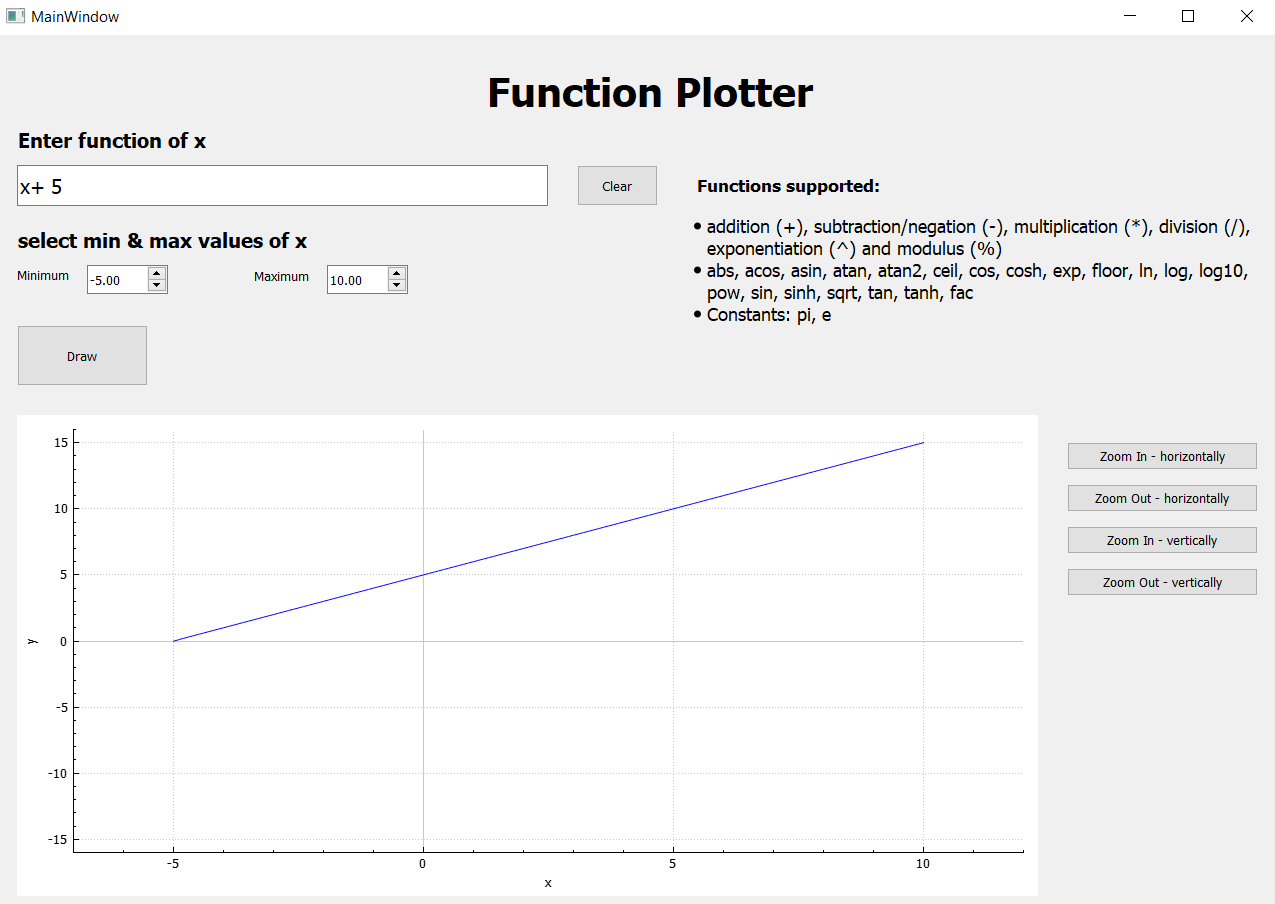 MainWindow
Function Plotter
Enter function of x
x+ 5
Clear
select min & max values of x
Minimum
-5.00
Maximum
10.00
Draw
Functions supported:
addition (+), subtraction/negation (-), multiplication (*), division (/),
exponentiation (^) and modulus (%)
abs, acos, asin, atan, atan2, ceil, cos, cosh, exp, floor, ln, log, log10,
pow, sin, sinh, sqrt, tan, tanh, fac
Constants: pi, e
15
10
5
0
-5
-10
-15
y
-5
0
5
10
x
Zoom In - horizontally
Zoom Out - horizontally
Zoom In - vertically
Zoom Out - vertically